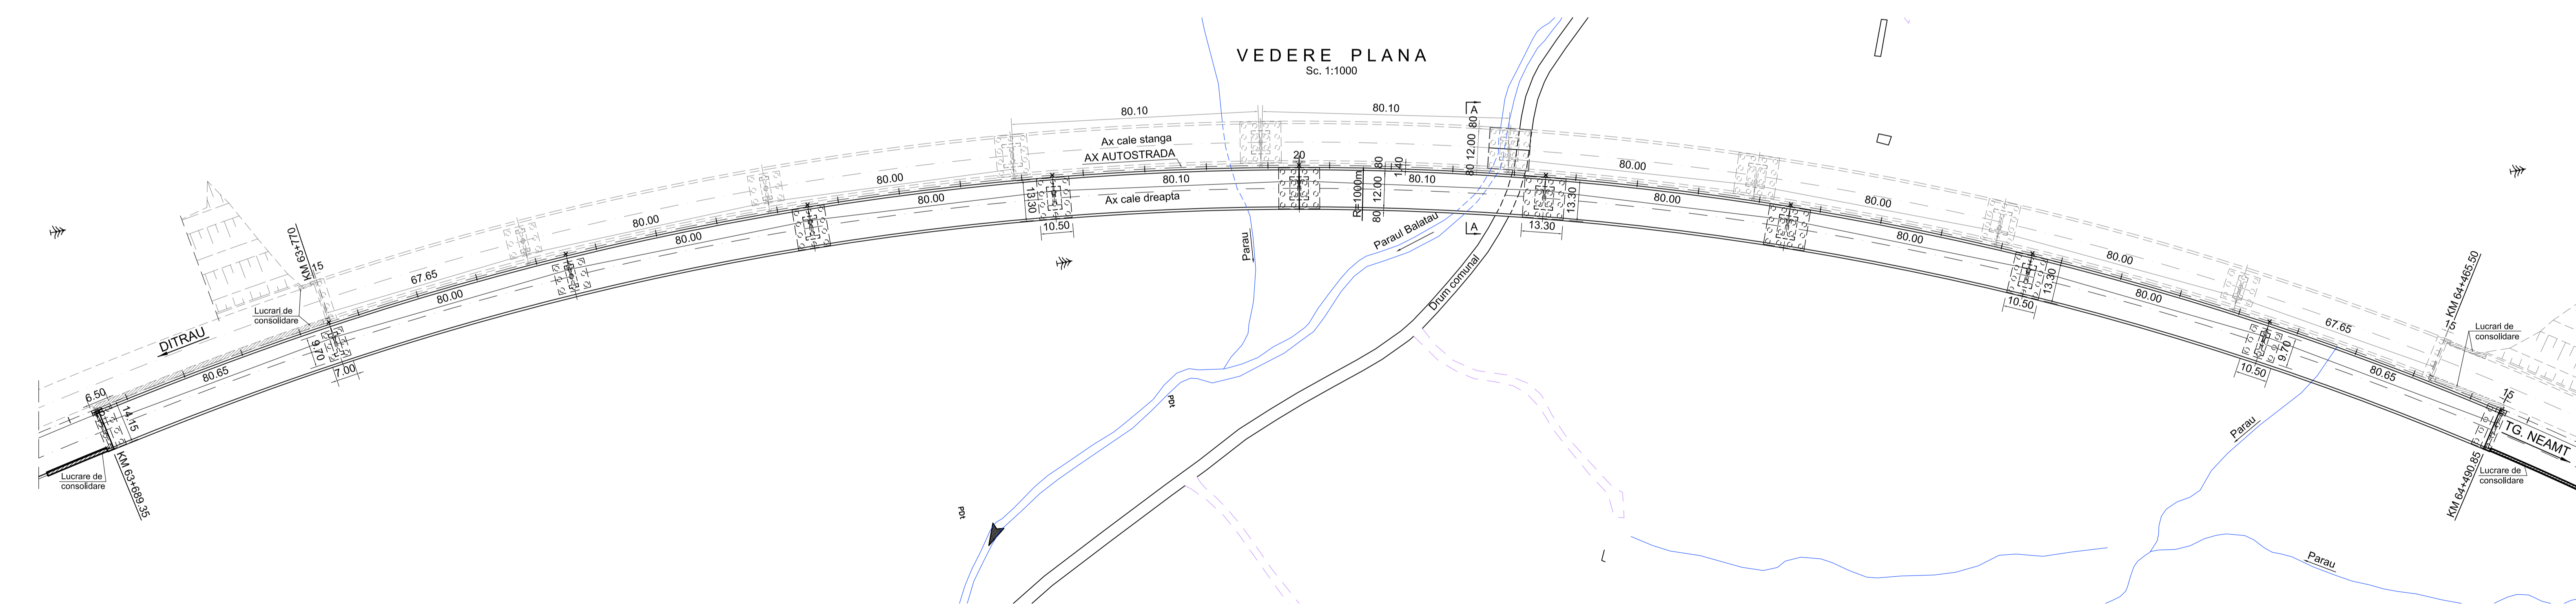 VEDERE PLANA
Sc. 1:1000
80.10
80.10
A
80
12.00
80
Ax cale stanga
AX AUTOSTRADA
20
80
1.40
80.00
80.00
80.00
80.00
80.10
80.10
80.00
80.00
13.30
Ax cale dreapta
R=1000m
12.00
80
13.30
80.00
80.00
10.50
A
13.30
80.00
80.00
Parau
Paraul Balatau
Drum comunal
KM 63+770
15
67.65
80.00
Lucrari de
consolidare
DITRAU
9.70
7.00
80.65
6.50
14.15
KM 63+689.35
Lucrare de
consolidare
PDt
PDt
13.30
10.50
80.00
67.65
KM 64+465.50
15
Lucrari de
consolidare
9.70
10.50
80.65
15
TG. NEAMT
KM 64+490.85
Lucrare de
consolidare
Parau
Parau